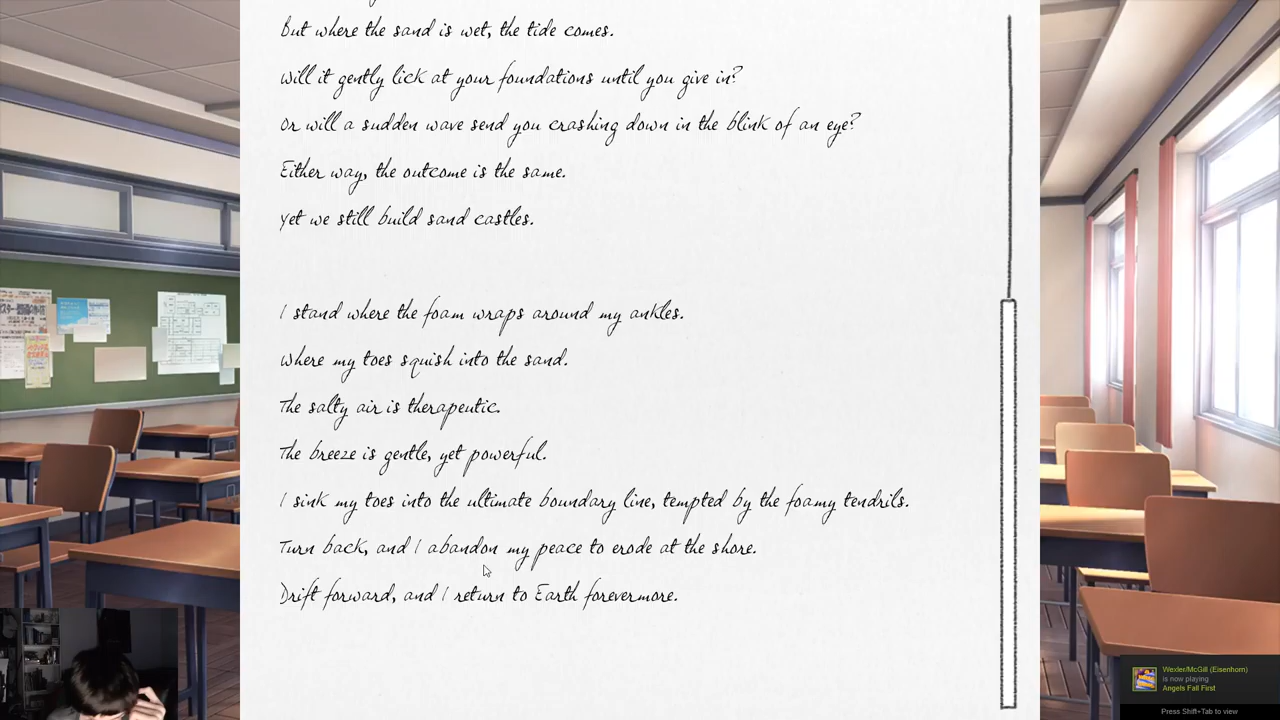 But where the sand is wet, the tide comes.
Will it gently lick at your foundations until you give in?
Or will a sudden wave send you crashing down in the blink of an eye?
Either way, the outcome is the same.
Yet we still build sand castles.
I stand where the foam wraps around my ankles.
Where my toes squish into the sand.
The salty air is therapeutic.
The breeze is gentle, yet powerful.
I sink my toes into the ultimate boundary line, tempted by the foamy tendrils.
Turn back, and I abandon my peace to erode at the shore.
Drift forward, and I return to Earth forevermore.
Wexler/McGill (Eisenhorn)
is now playing
Angels Fall First
Press Shift+Tab to view